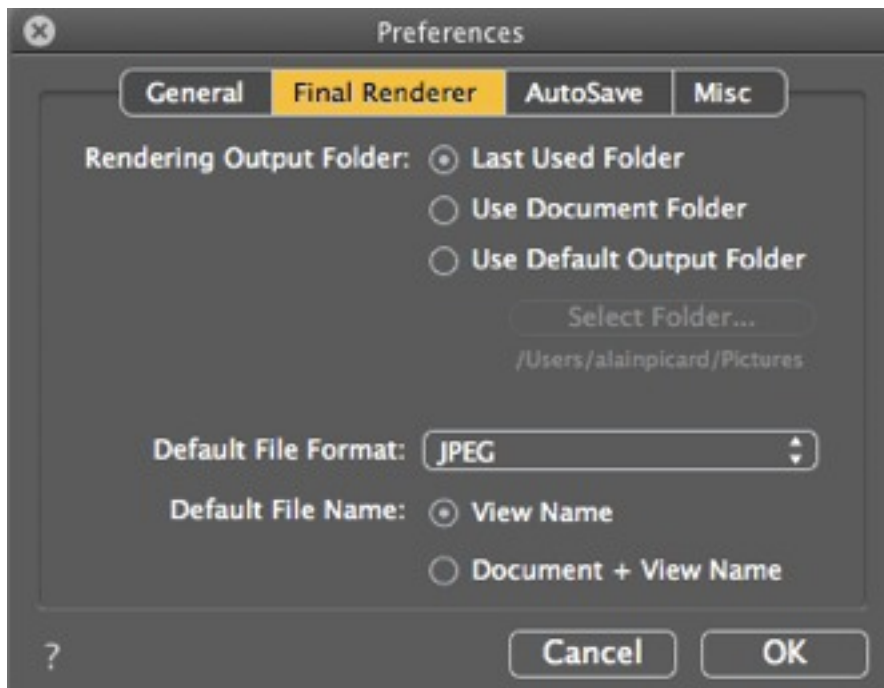 Preferences
General Final Renderer AutoSave Misc
Rendering Output Folder: Last Used Folder
Use Document Folder
Use Default Output Folder
Select Folder...
/Users/alainpicard/Pictures
Default File Format: JPEG
Default File Name: View Name
Document + View Name
? Cancel OK